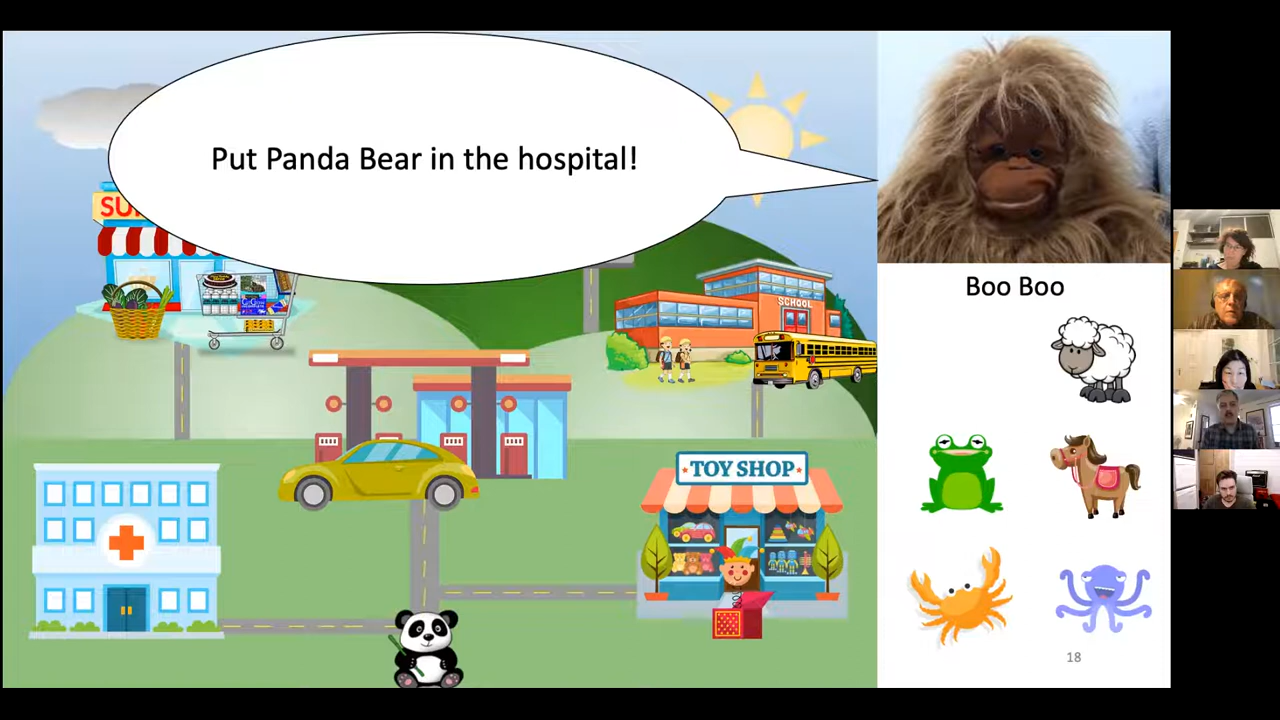 Put Panda Bear in the hospital!
SU
SCHOOL
TOY SHOP
Boo Boo
18